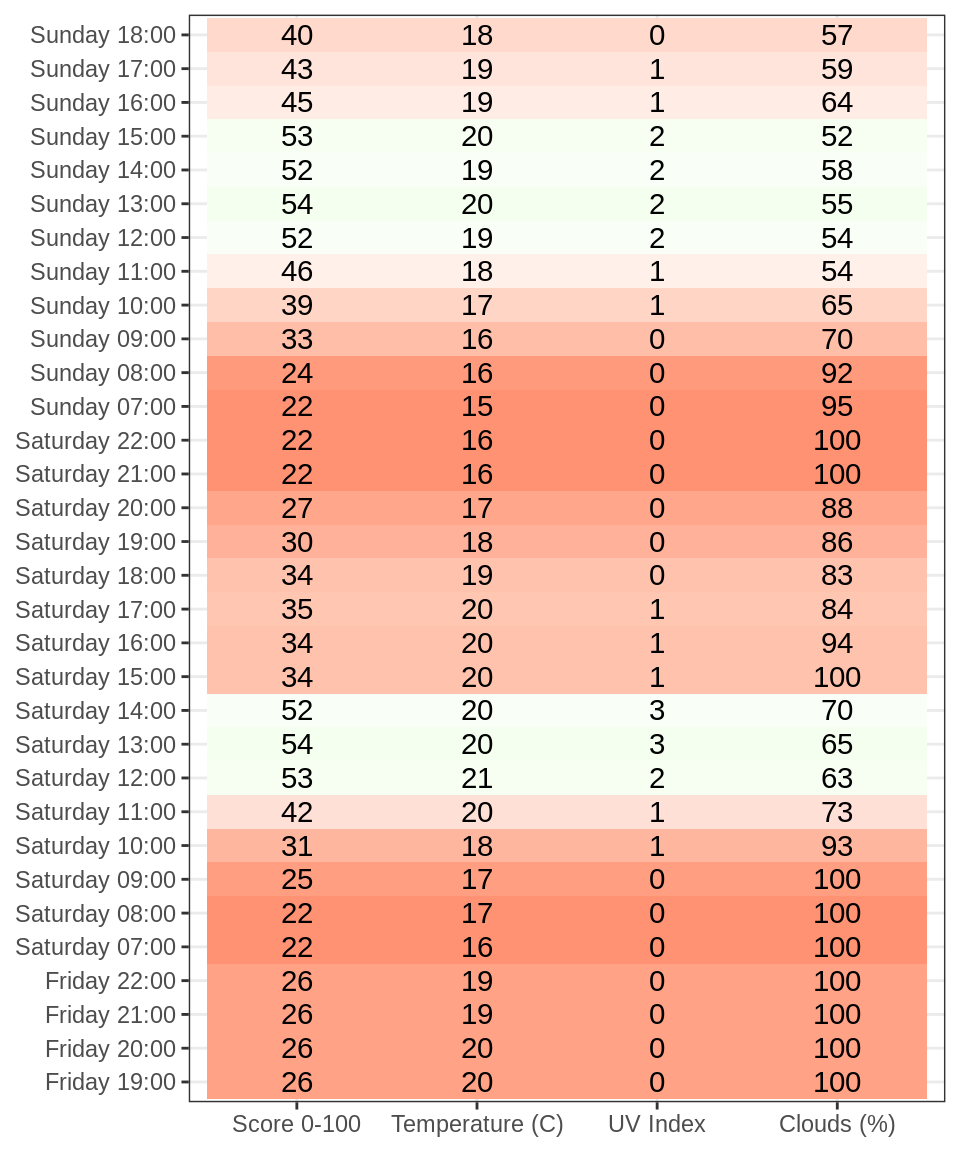 Sunday 18:00 40 18 0 57
Sunday 17:00 43 19 1 59
Sunday 16:00 45 19 1 64
Sunday 15:00 53 20 2 52
Sunday 14:00 52 19 2 58
Sunday 13:00 54 20 2 55
Sunday 12:00 52 19 2 54
Sunday 11:00 46 18 1 54
Sunday 10:00 39 17 1 65
Sunday 09:00 33 16 0 70
Sunday 08:00 24 16 0 92
Sunday 07:00 22 15 0 95
Saturday 22:00 22 16 0 100
Saturday 21:00 22 16 0 100
Saturday 20:00 27 17 0 88
Saturday 19:00 30 18 0 86
Saturday 18:00 34 19 0 83
Saturday 17:00 35 20 1 84
Saturday 16:00 34 20 1 94
Saturday 15:00 34 20 1 100
Saturday 14:00 52 20 3 70
Saturday 13:00 54 20 3 65
Saturday 12:00 53 21 2 63
Saturday 11:00 42 20 1 73
Saturday 10:00 31 18 1 93
Saturday 09:00 25 17 0 100
Saturday 08:00 22 17 0 100
Saturday 07:00 22 16 0 100
Friday 22:00 26 19 0 100
Friday 21:00 26 19 0 100
Friday 20:00 26 20 0 100
Friday 19:00 26 20 0 100
Score 0-100 Temperature (C) UV Index Clouds (%)